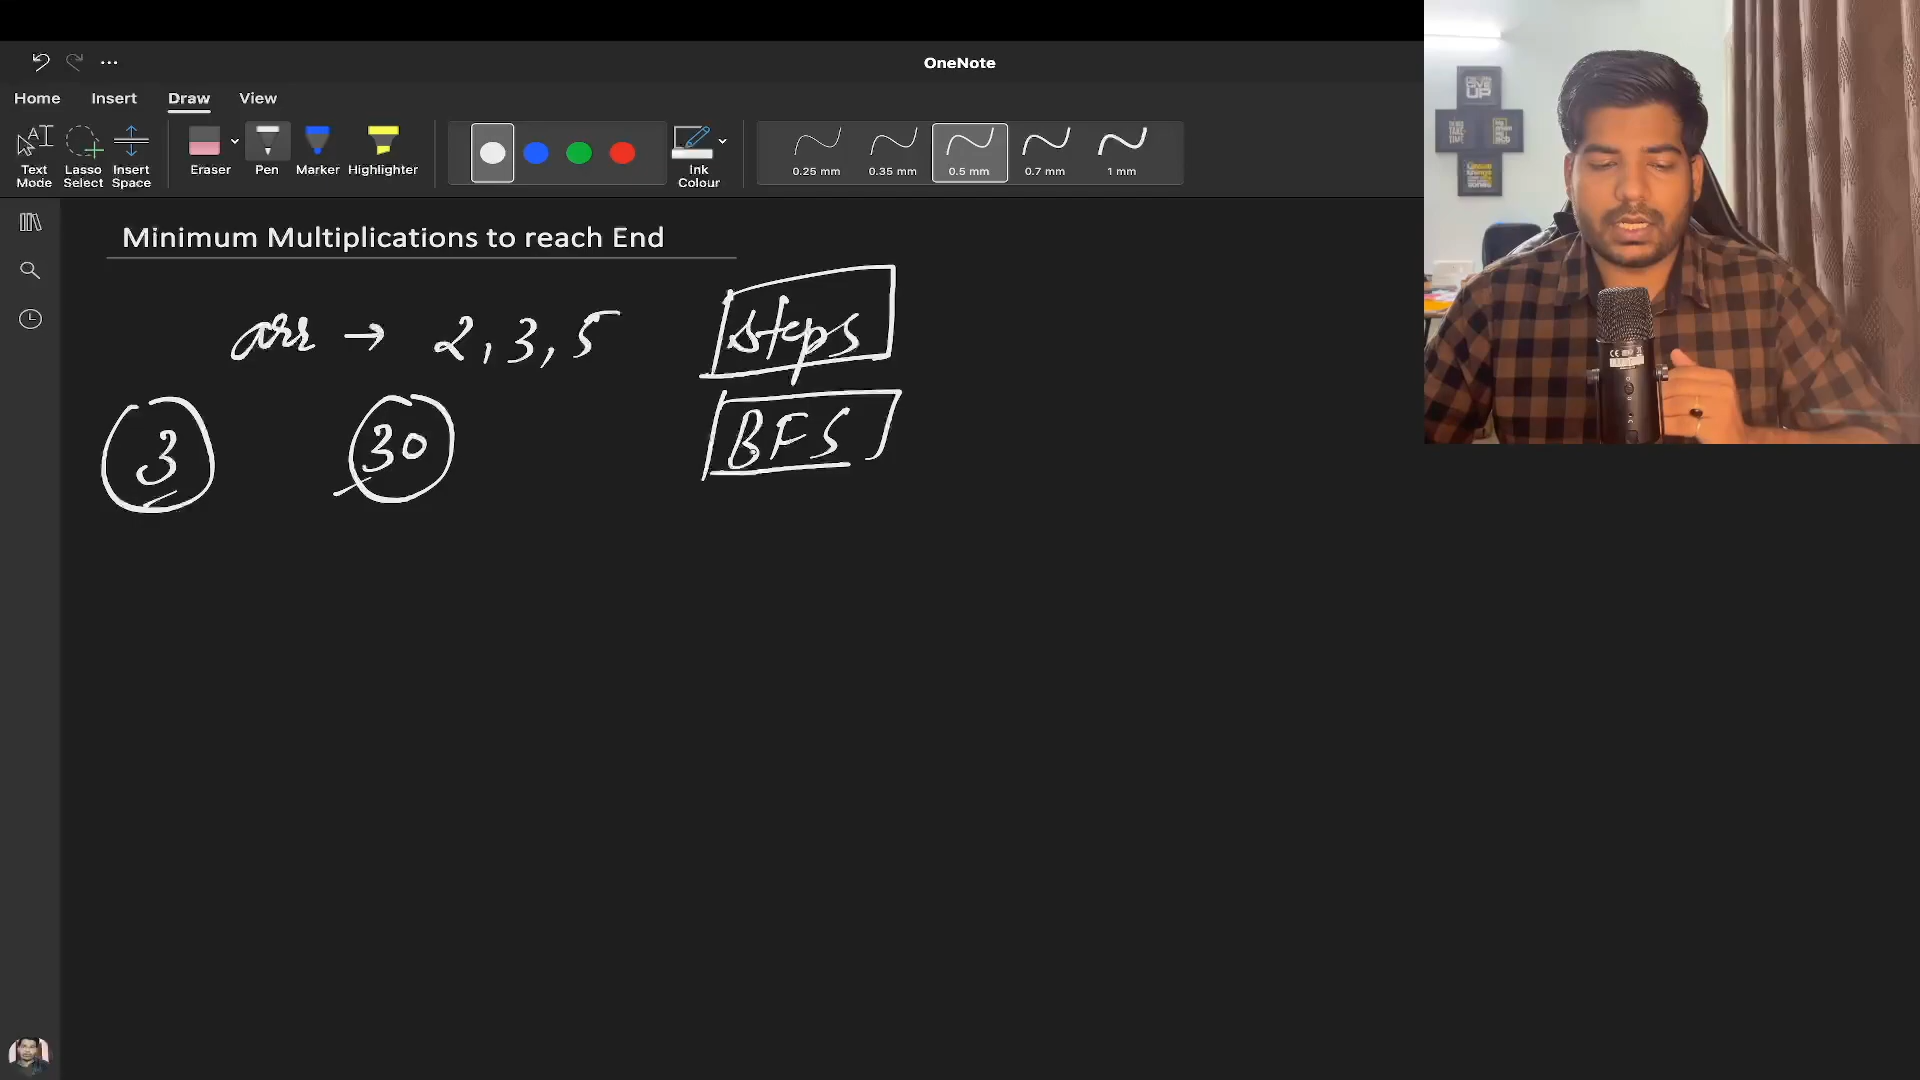 OneNote
Home Insert Draw View
Text Mode
Lasso Select
Insert Space
Eraser
Pen
Marker
Highlighter
Ink Colour
0.25 mm
0.35 mm
0.5 mm
0.7 mm
1 mm
Minimum Multiplications to reach End
arr → 2, 3, 5
steps
3
30
BFS